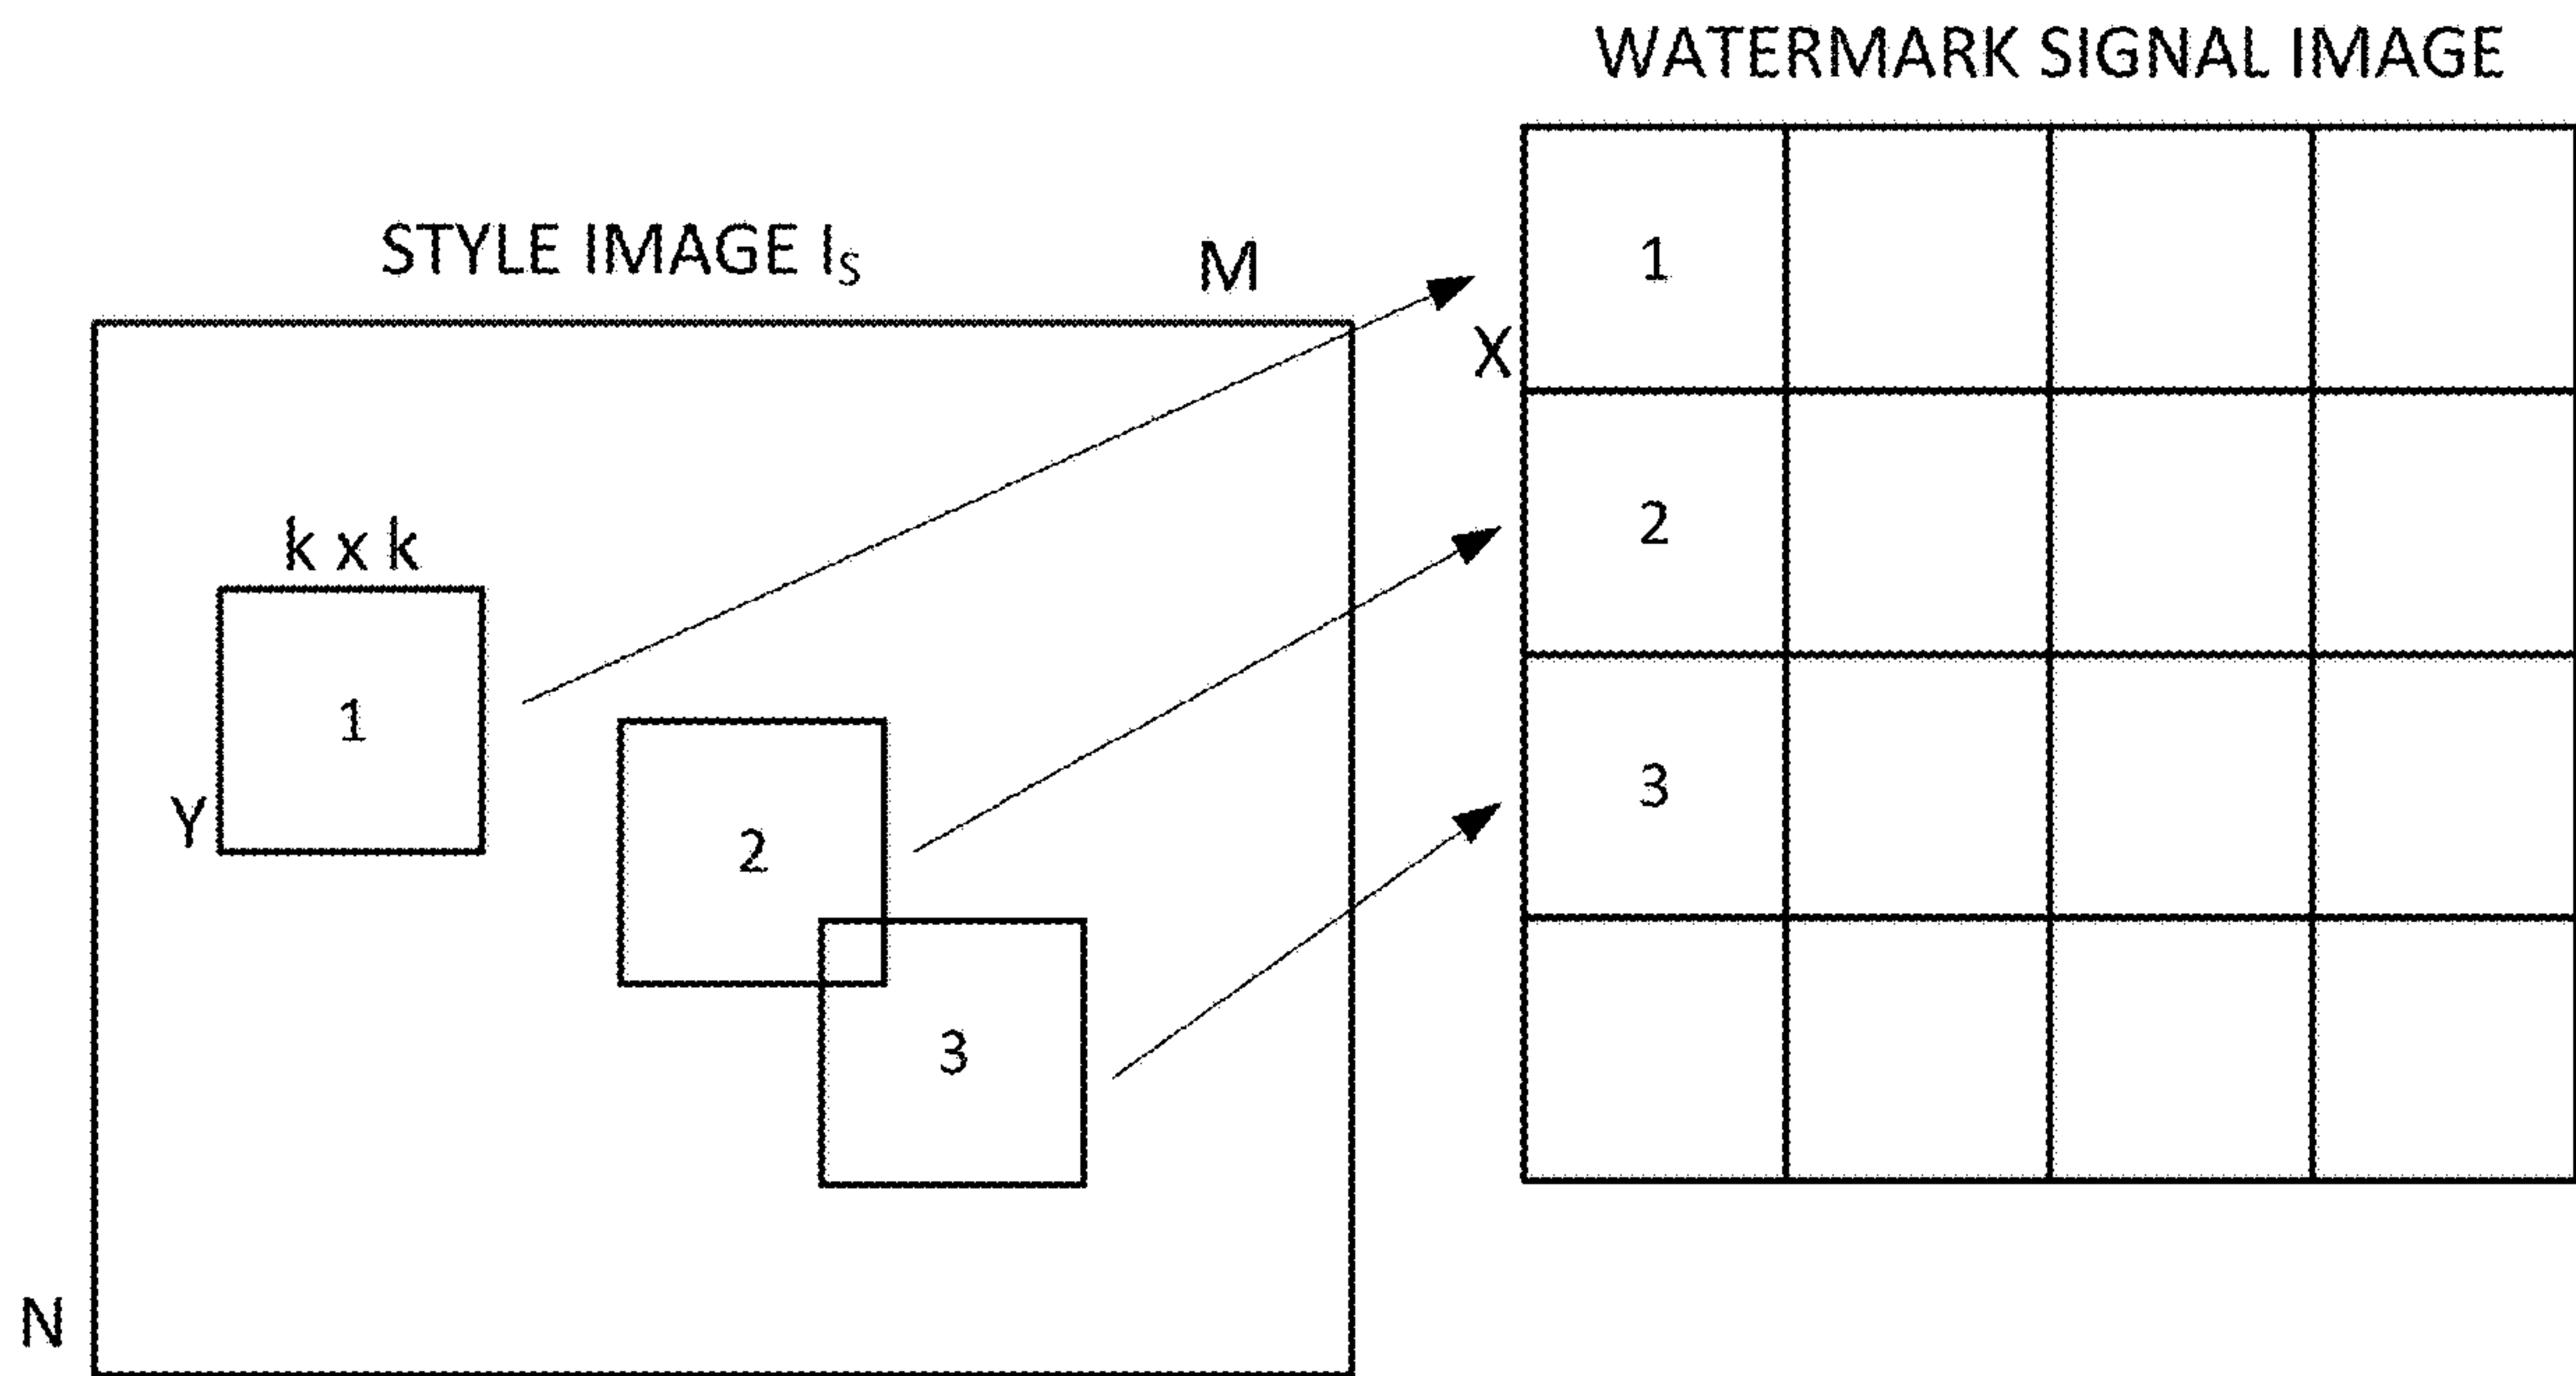 WATERMARK SIGNAL IMAGE
STYLE IMAGE IS
M
X
1
2
3
k x k
1
Y
2
3
N